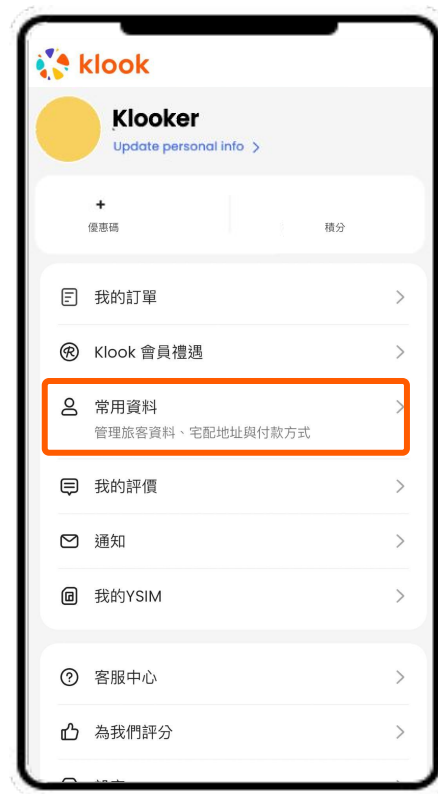 klook
Klooker
Update personal info >
+
優惠碼
積分
我的訂單
Klook 會員禮遇
常用資料
管理旅客資料、宅配地址與付款方式
我的評價
通知
我的YSIM
客服中心
為我們評分